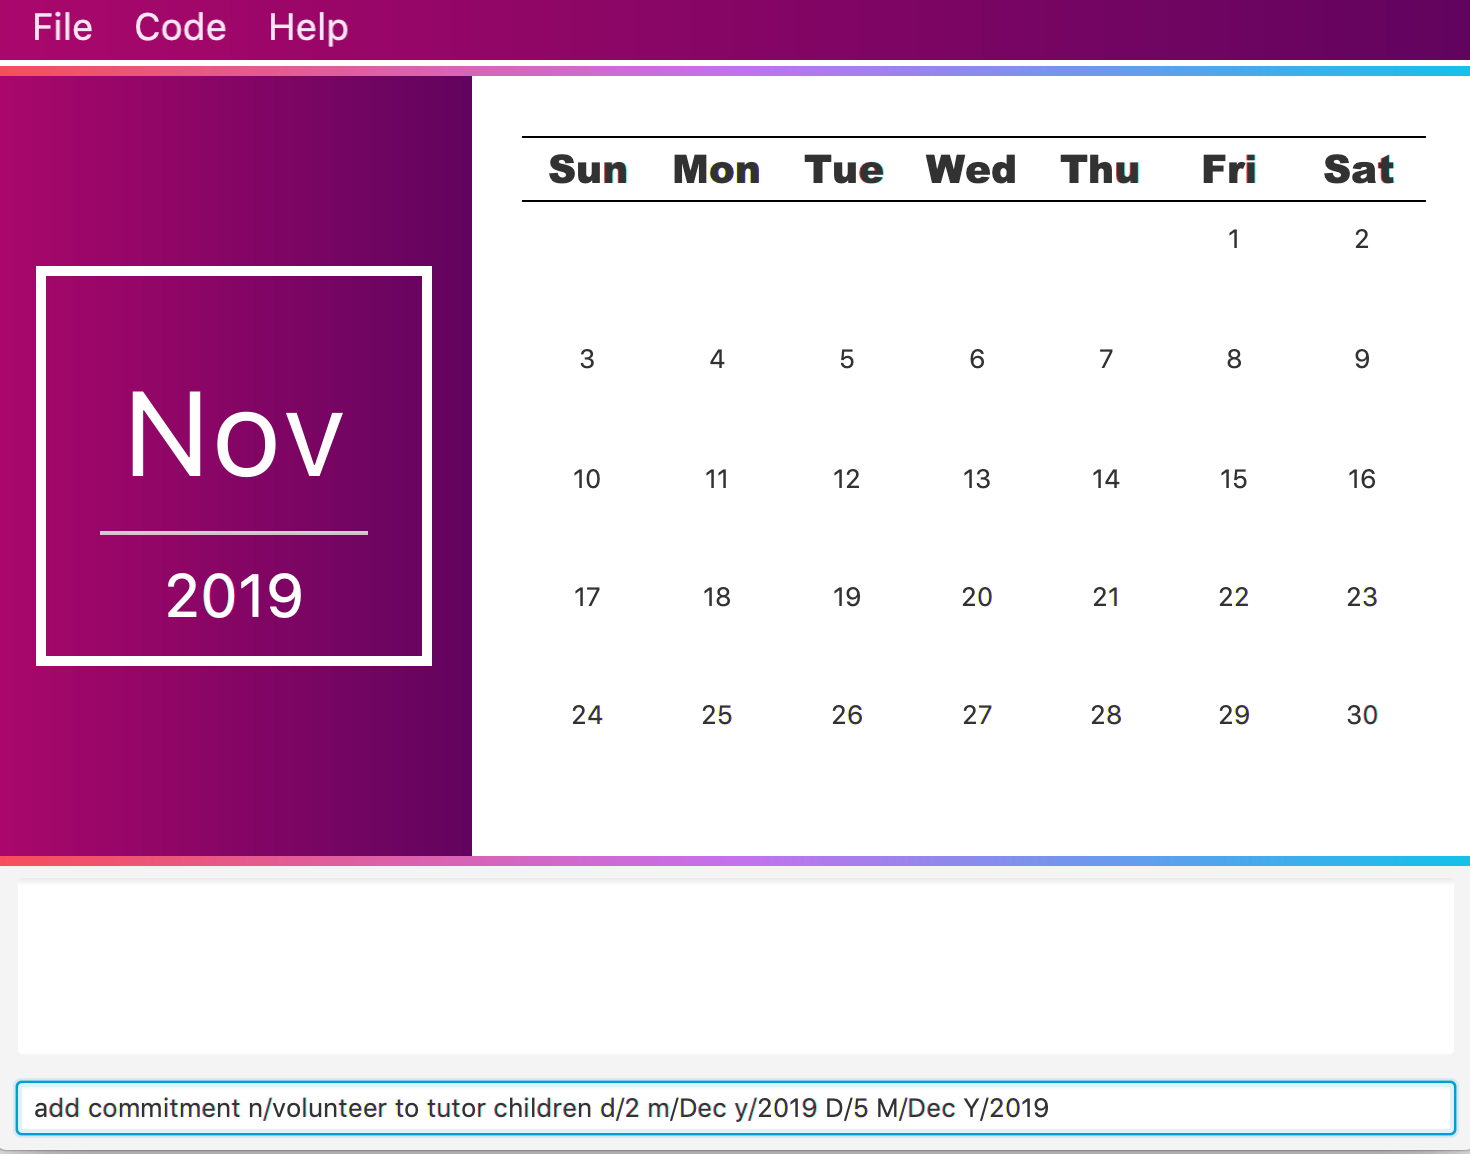 File Code Help
Nov
2019
Sun Mon Tue Wed Thu Fri Sat
1 2
3 4 5 6 7 8 9
10 11 12 13 14 15 16
17 18 19 20 21 22 23
24 25 26 27 28 29 30
add commitment n/volunteer to tutor children d/2 m/Dec y/2019 D/5 M/Dec Y/2019